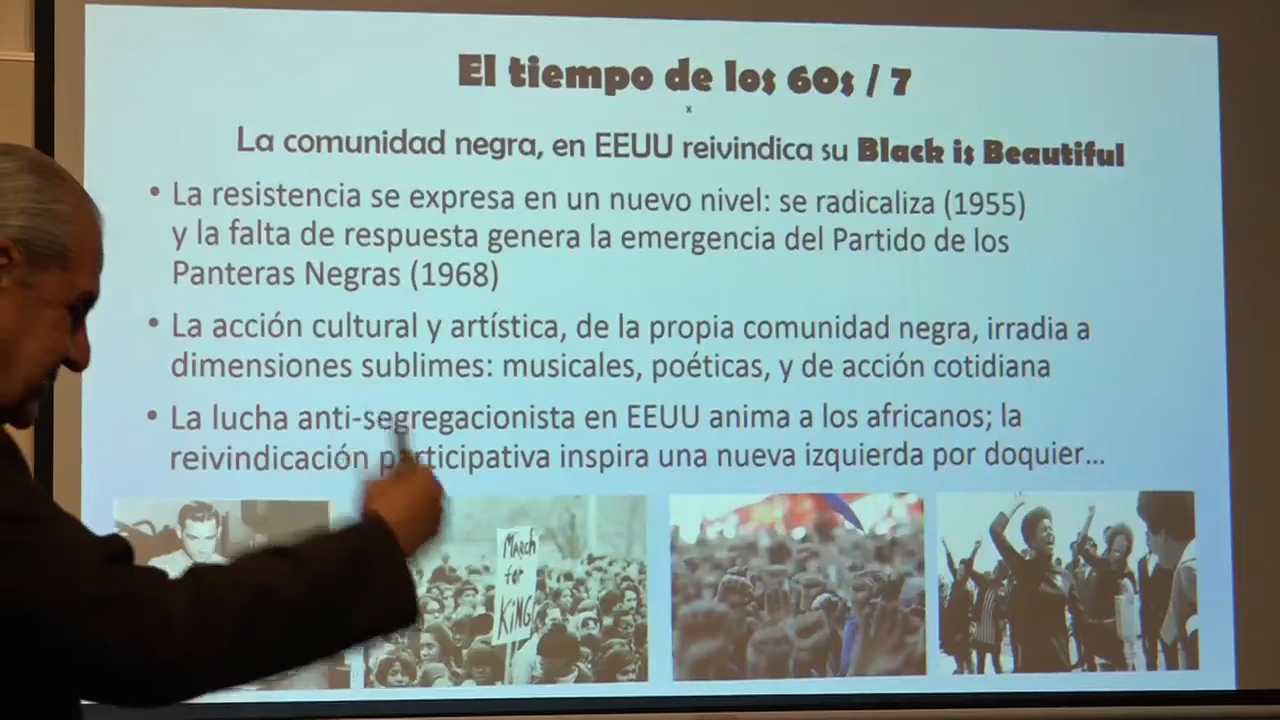 El tiempo de los 60s / 7
x
La comunidad negra, en EEUU reivindica su Black is Beautiful
• La resistencia se expresa en un nuevo nivel: se radicaliza (1955)
y la falta de respuesta genera la emergencia del Partido de los
Panteras Negras (1968)
• La acción cultural y artística, de la propia comunidad negra, irradia a
dimensiones sublimes: musicales, poéticas, y de acción cotidiana
• La lucha anti-segregacionista en EEUU anima a los africanos; la
reivindicación participativa inspira una nueva izquierda por doquier...
MARch
for
KING